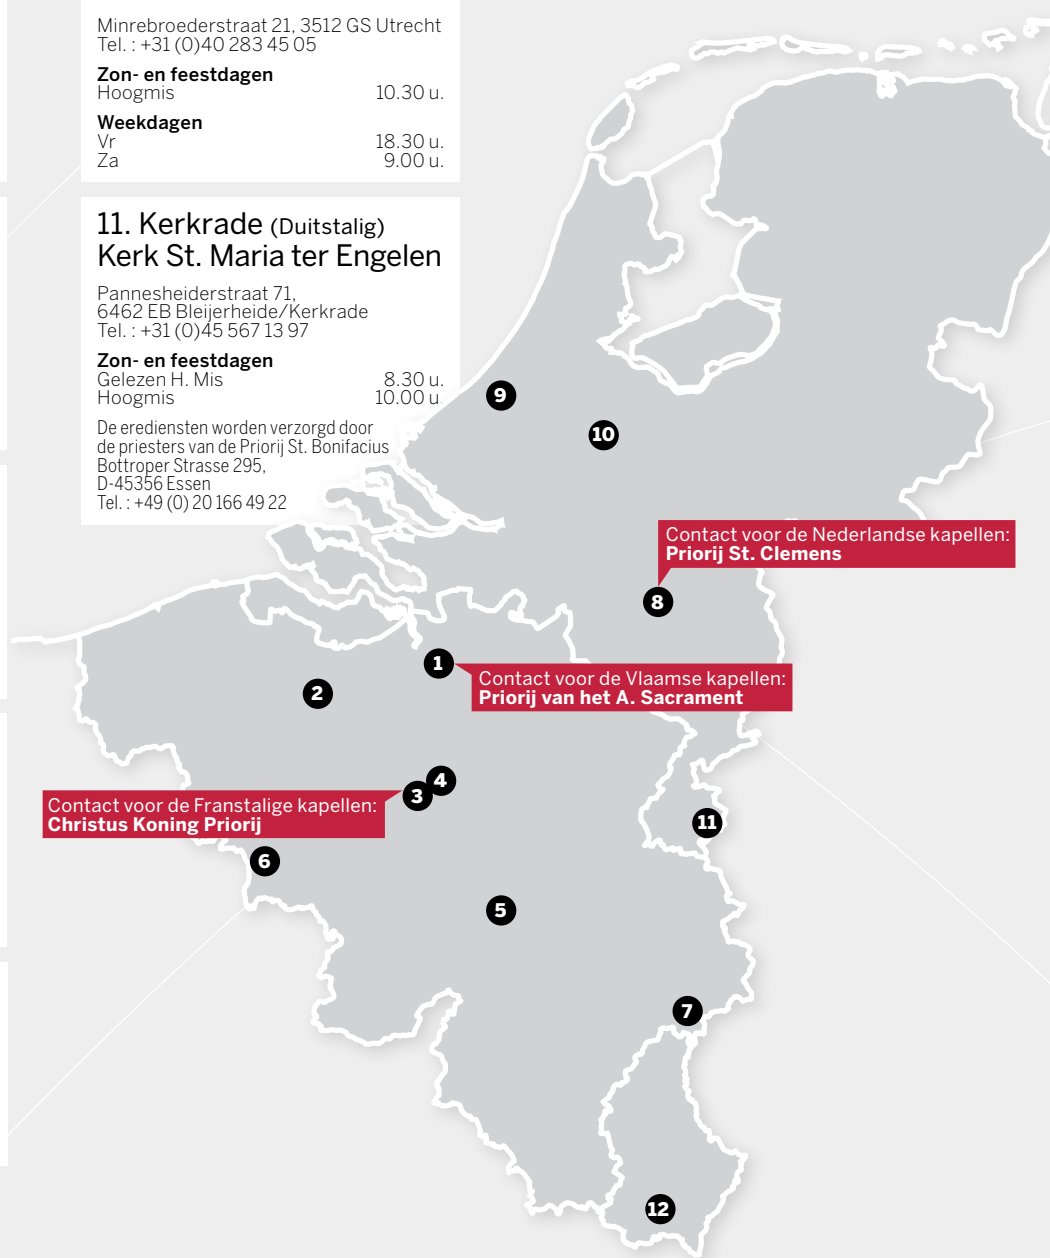 Minrebroederstraat 21, 3512 GS Utrecht
Tel. : +31 (0)40 283 45 05
Zon- en feestdagen
Hoogmis 10.30 u.
Weekdagen
Vr 18.30 u.
Za 9.00 u.
11. Kerkrade (Duitstalig)
Kerk St. Maria ter Engelen
Pannesheiderstraat 71,
6462 EB Bleijerheide/Kerkrade
Tel. : +31 (0)45 567 13 97
Zon- en feestdagen
Gelezen H. Mis 8.30 u.
Hoogmis 10.00 u.
De erediensten worden verzorgd door
de priesters van de Priorij St. Bonifacius
Bottroper Strasse 295,
D-45356 Essen
Tel. : +49 (0) 20 166 49 22
9
10
Contact voor de Nederlandse kapellen:
Priorij St. Clemens
8
1
Contact voor de Vlaamse kapellen:
Priorij van het A. Sacrament
2
4
3
Contact voor de Franstalige kapellen:
Christus Koning Priorij
11
6
5
7
12